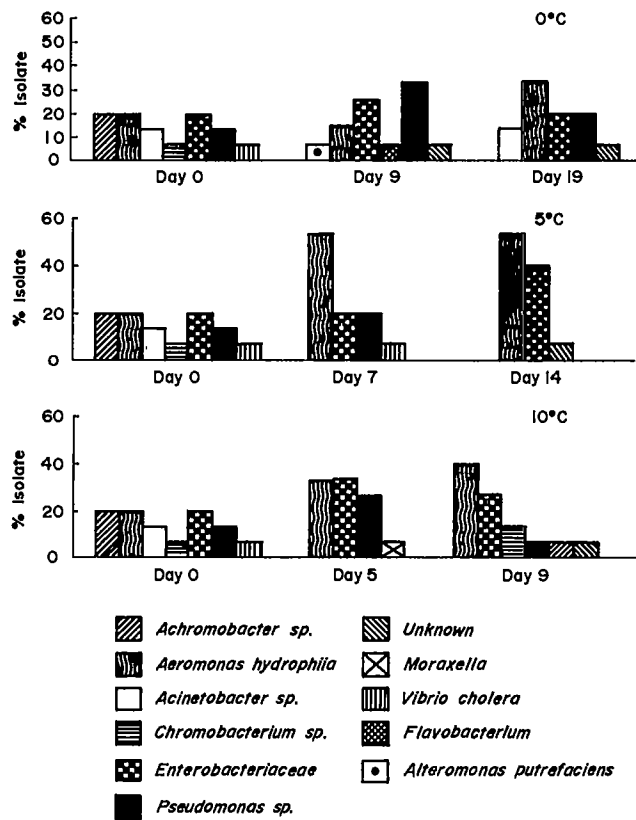 60
0°C
50
40
30
20
10
0
% Isolate
Day 0
Day 9
Day 19
60
5°C
40
20
0
% Isolate
Day 0
Day 7
Day 14
60
10°C
40
20
0
% Isolate
Day 0
Day 5
Day 9
Achromobacter sp.
Unknown
Aeromonas hydrophiia
Moraxella
Acinetobacter sp.
Vibrio cholera
Chromobacterium sp.
Flavobacterium
Enterobacteriaceae
Alteromonas putrefaciens
Pseudomonas sp.